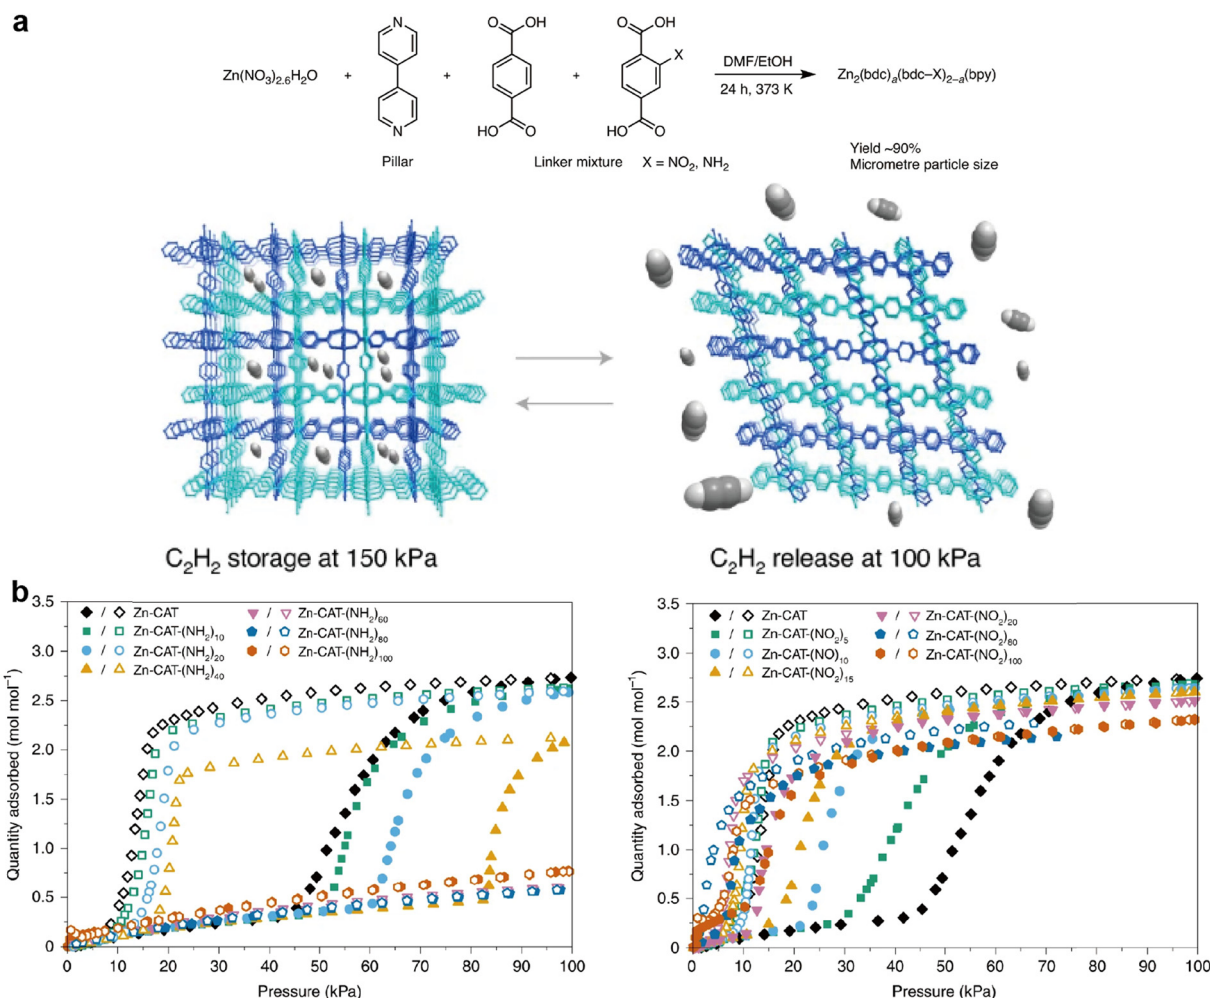 a
N
N
Pillar
Zn(NO3)2.6H2O
+
+
+
O
OH
HO
O
O
OH
X
HO
O
Linker mixture
X = NO2, NH2
DMF/EtOH
24 h, 373 K
Zn2(bdc)a(bdc–X)2–a(bpy)
Yield ~90%
Micrometre particle size
C2H2 storage at 150 kPa
C2H2 release at 100 kPa
b
Quantity adsorbed (mol mol−1)
3.5
3.0
2.5
2.0
1.5
1.0
0.5
0
/ Zn-CAT
/ Zn-CAT-(NH2)10
/ Zn-CAT-(NH2)20
/ Zn-CAT-(NH2)40
/ Zn-CAT-(NH2)60
/ Zn-CAT-(NH2)80
/ Zn-CAT-(NH2)100
0 10 20 30 40 50 60 70 80 90 100
Pressure (kPa)
Quantity adsorbed (mol mol−1)
3.5
3.0
2.5
2.0
1.5
1.0
0.5
0
/ Zn-CAT
/ Zn-CAT-(NO2)5
/ Zn-CAT-(NO)10
/ Zn-CAT-(NO2)15
/ Zn-CAT-(NO2)20
/ Zn-CAT-(NO2)60
/ Zn-CAT-(NO2)100
0 10 20 30 40 50 60 70 80 90 100
Pressure (kPa)